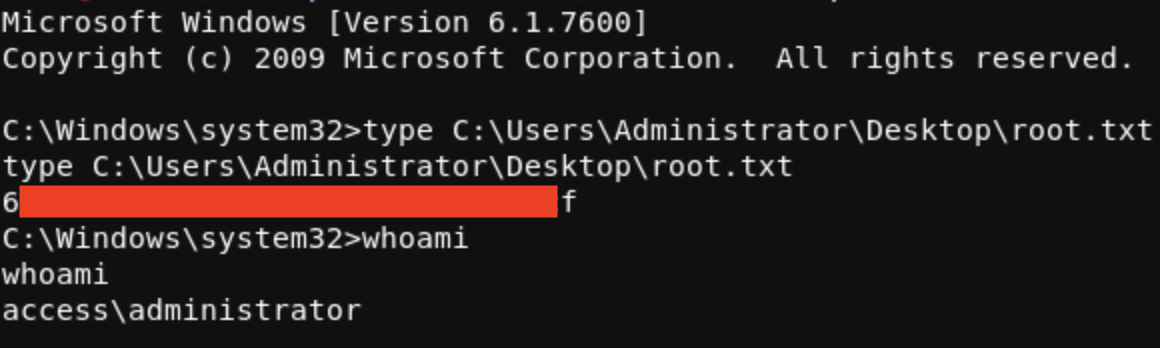 Microsoft Windows [Version 6.1.7600]
Copyright (c) 2009 Microsoft Corporation.  All rights reserved.
C:\Windows\system32>type C:\Users\Administrator\Desktop\root.txt
type C:\Users\Administrator\Desktop\root.txt
6 f
C:\Windows\system32>whoami
whoami
access\administrator